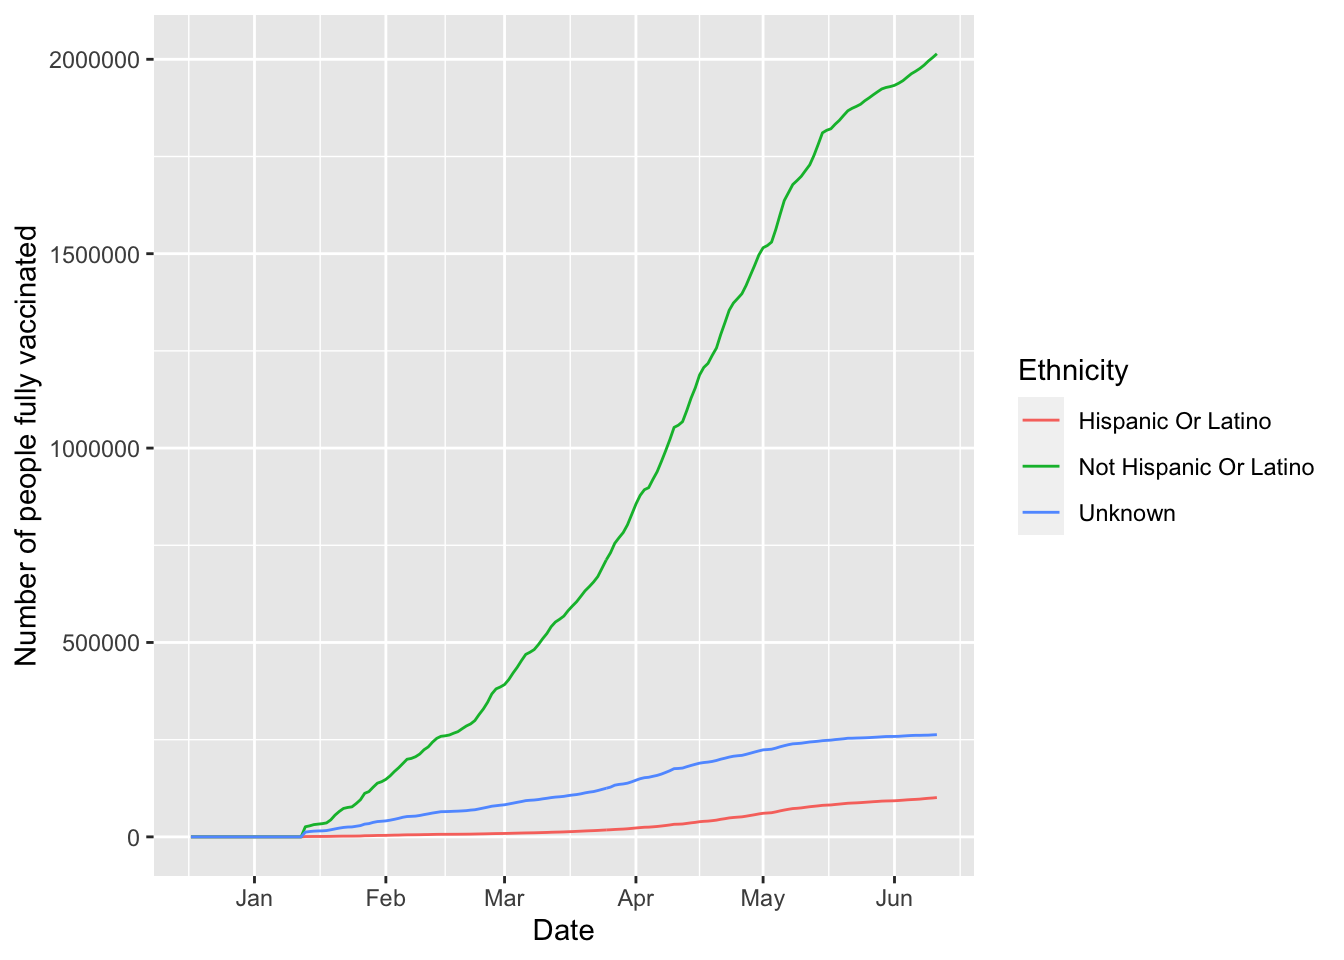 2000000
1500000
1000000
500000
0
Number of people fully vaccinated
Jan Feb Mar Apr May Jun
Date
Ethnicity
Hispanic Or Latino
Not Hispanic Or Latino
Unknown